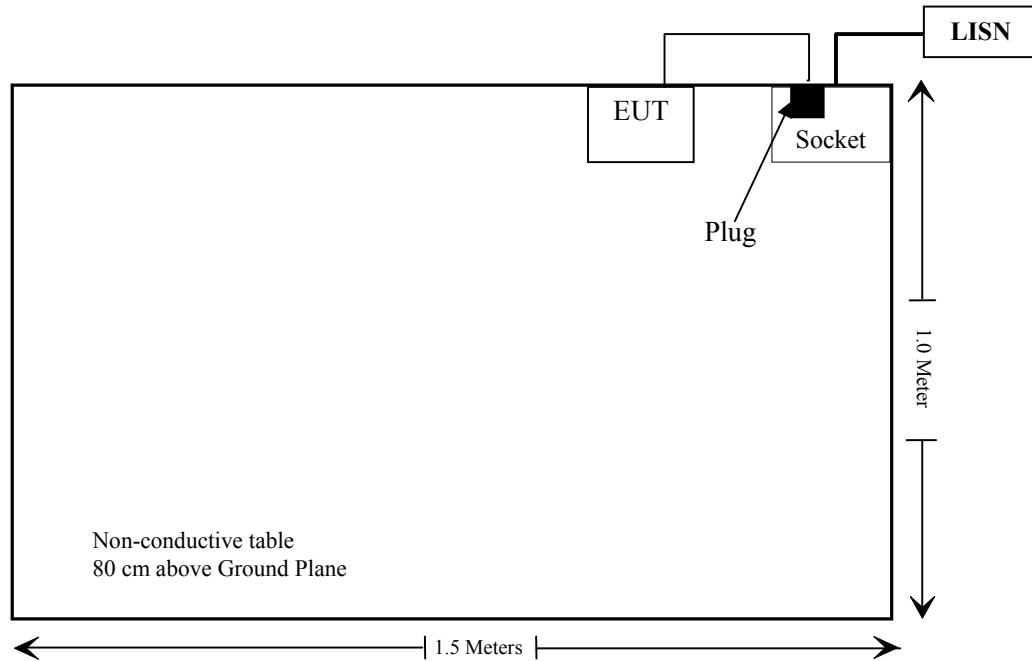 LISN
EUT
Socket
Plug
1.0 Meter
Non-conductive table
80 cm above Ground Plane
1.5 Meters